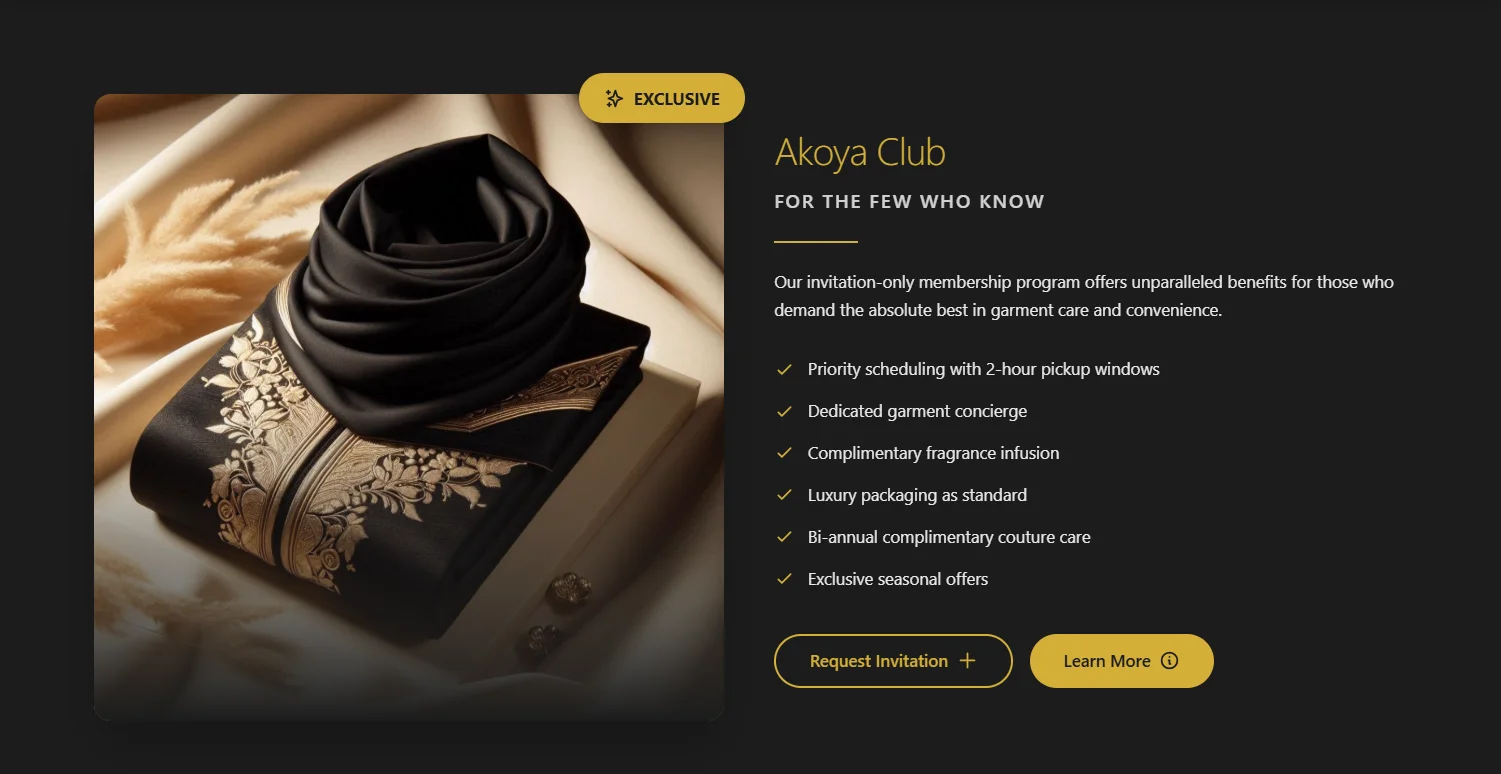 EXCLUSIVE
Akoya Club
FOR THE FEW WHO KNOW
Our invitation-only membership program offers unparalleled benefits for those who
demand the absolute best in garment care and convenience.
Priority scheduling with 2-hour pickup windows
Dedicated garment concierge
Complimentary fragrance infusion
Luxury packaging as standard
Bi-annual complimentary couture care
Exclusive seasonal offers
Request Invitation
Learn More